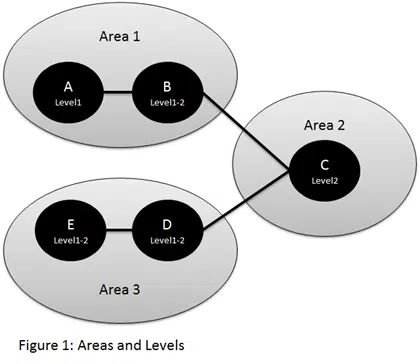 Area 1
A
Level1
B
Level1-2
Area 2
C
Level2
E
Level1-2
D
Level1-2
Area 3
Figure 1: Areas and Levels